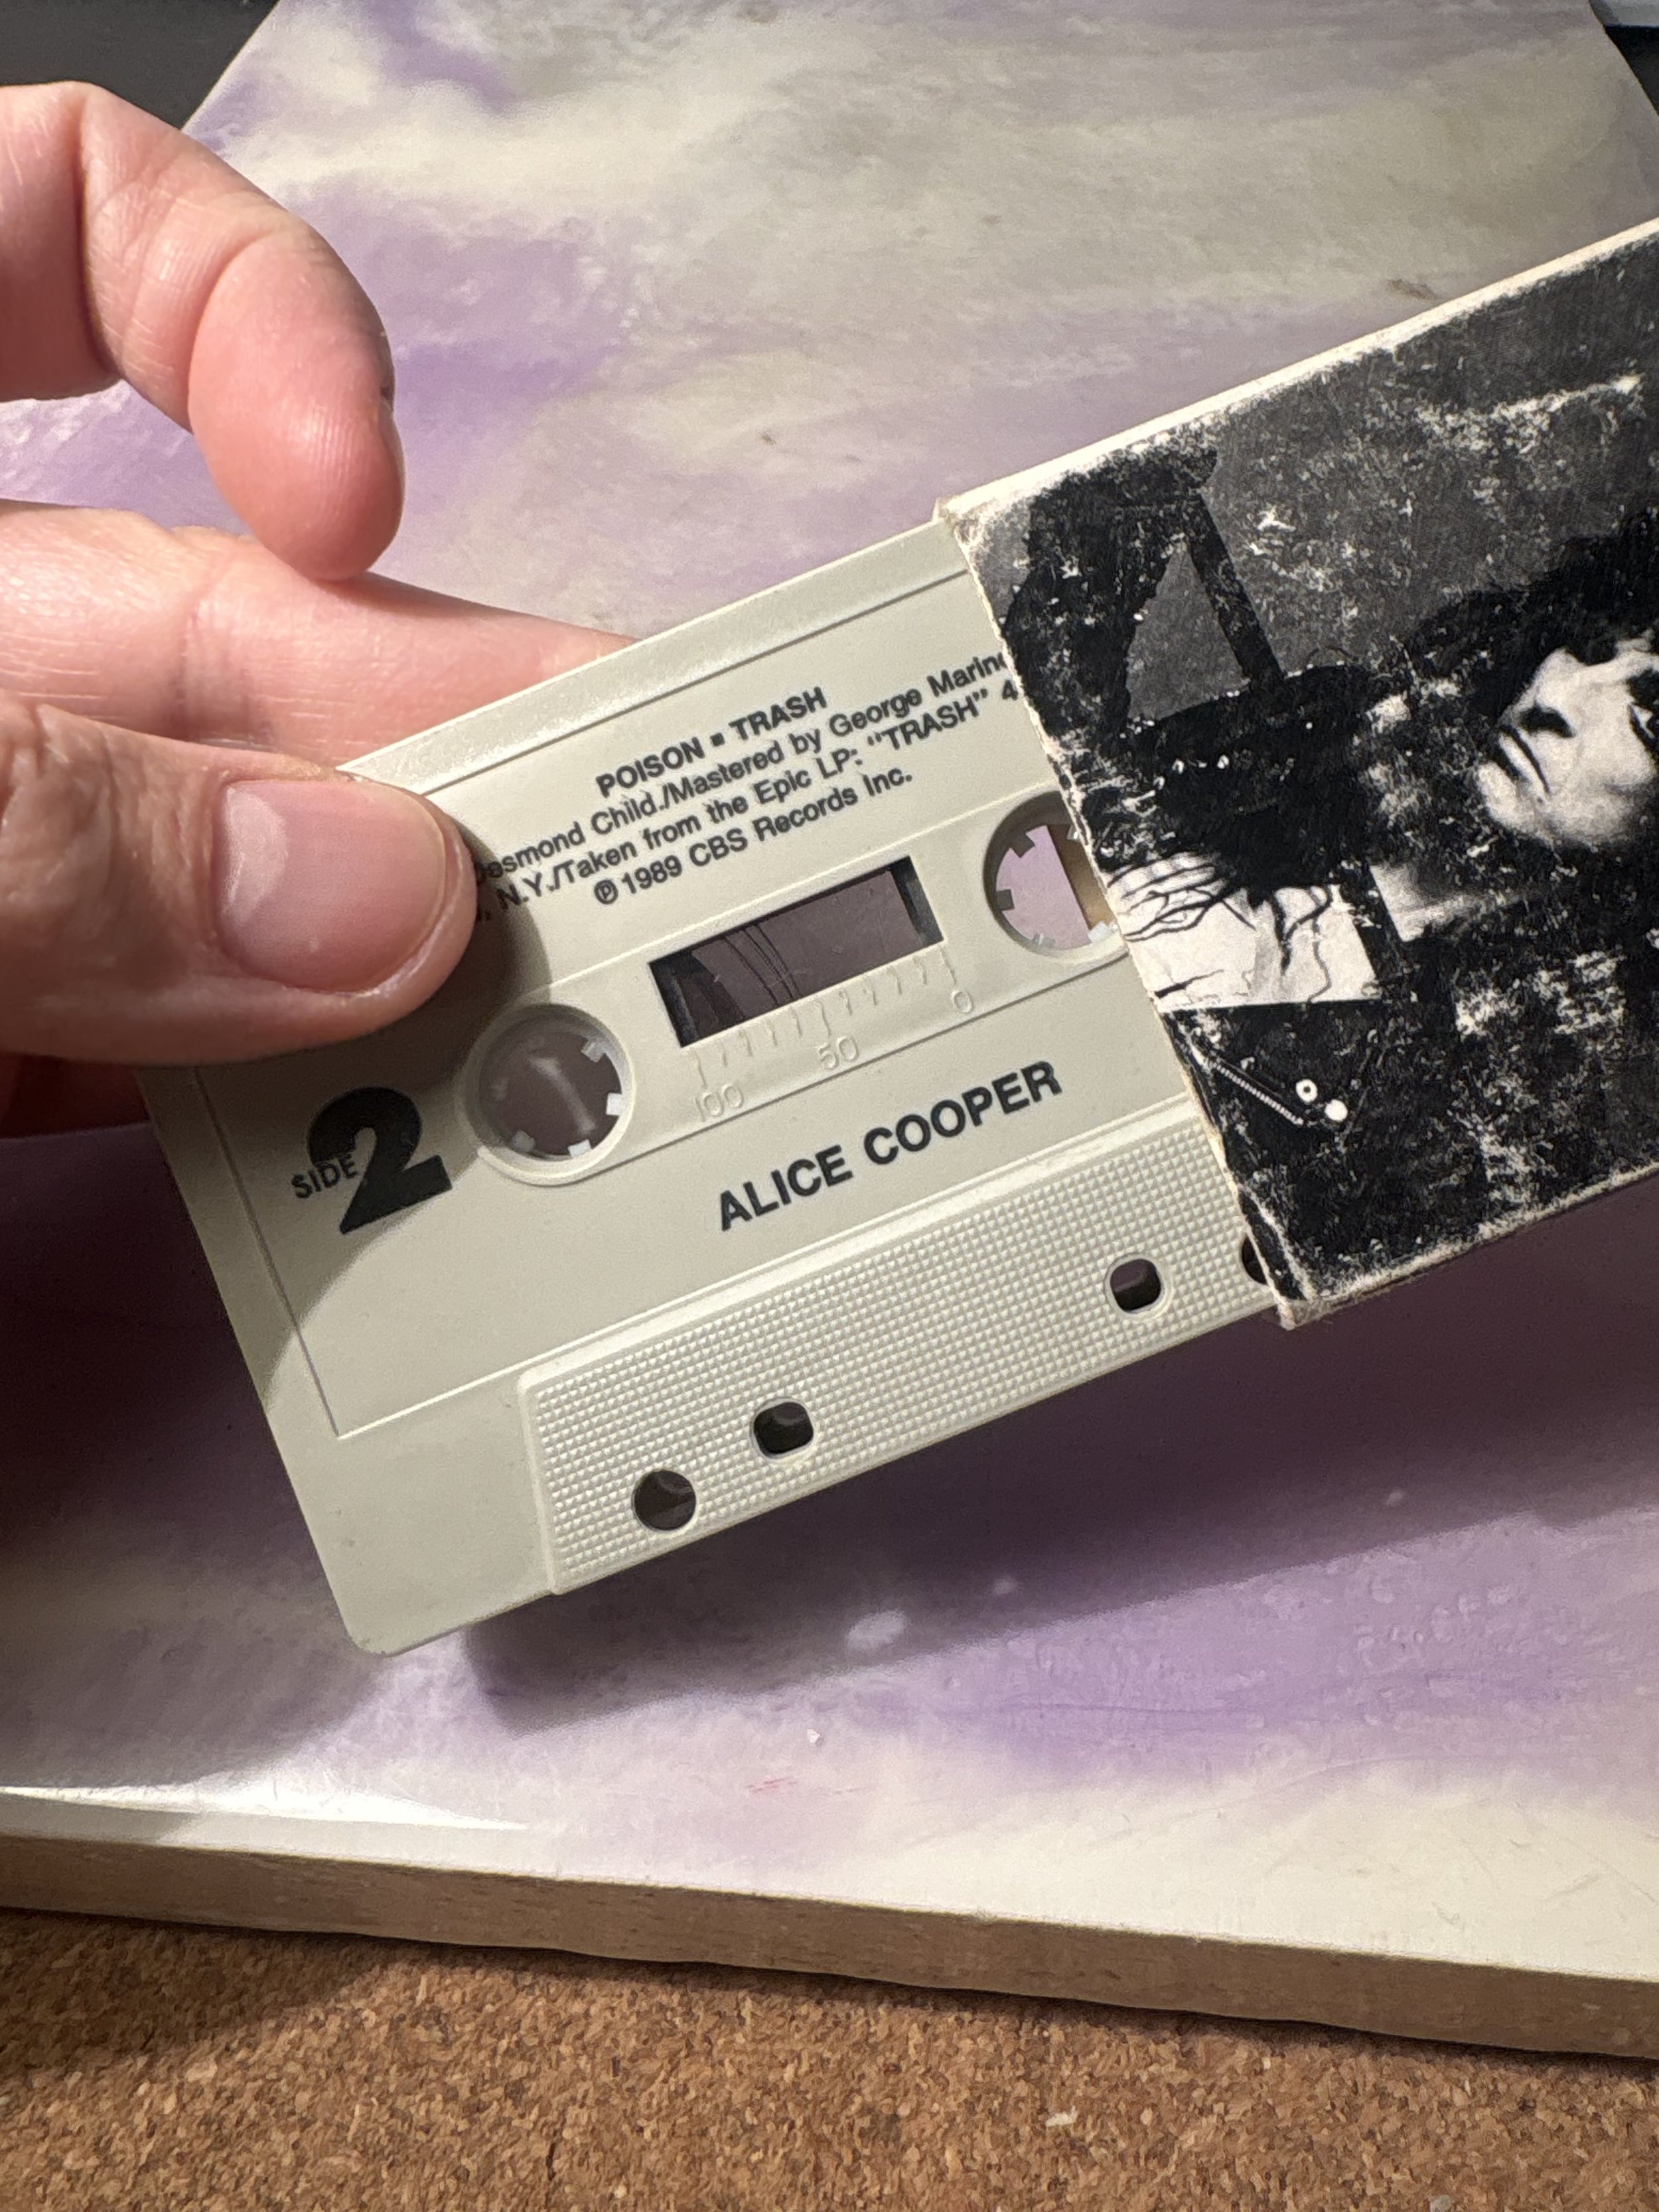 POISON ▪ TRASH
Desmond Child./Mastered by George Marino
N.Y./Taken from the Epic LP: “TRASH” 4
℗ 1989 CBS Records Inc.
100 50 0
SIDE 2
ALICE COOPER